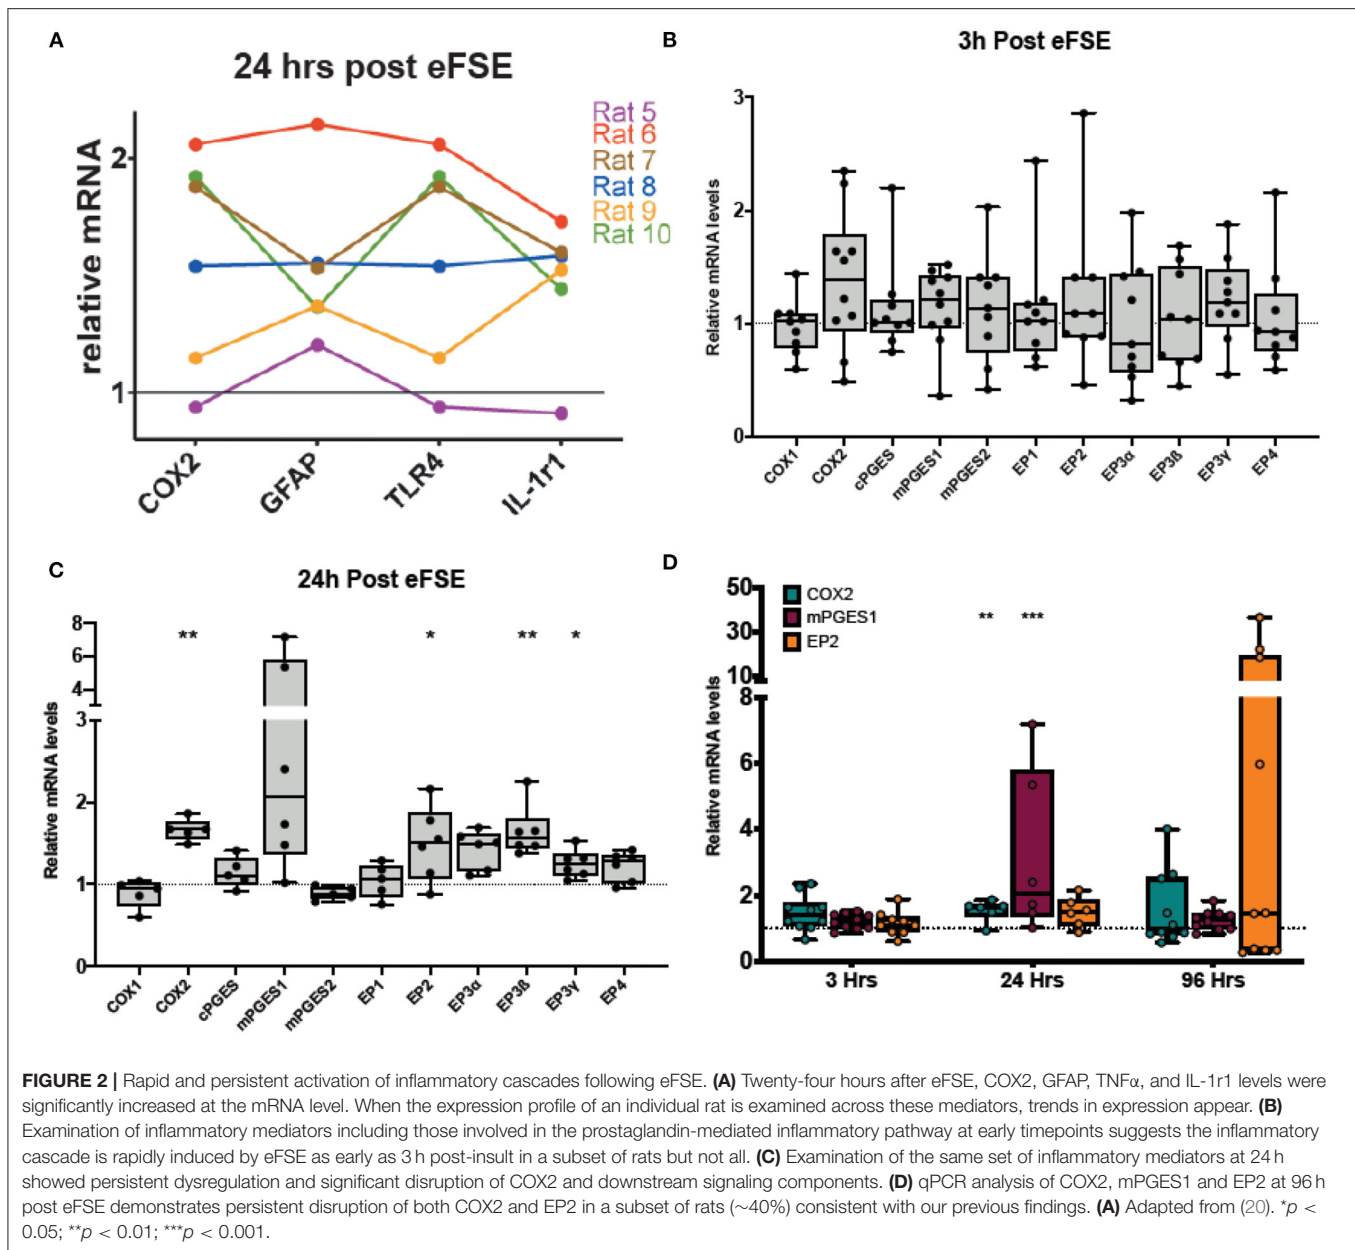 A
24 hrs post eFSE
relative mRNA
2
1
Rat 5
Rat 6
Rat 7
Rat 8
Rat 9
Rat 10
COX2
GFAP
TLR4
IL-1r1
B
3h Post eFSE
Relative mRNA levels
3
2
1
0
COX1
COX2
cPGES
mPGES1
mPGES2
EP1
EP2
EP3α
EP3ß
EP3γ
EP4
C
24h Post eFSE
Relative mRNA levels
8
6
4
3
2
1
0
**
*
**
*
COX1
COX2
cPGES
mPGES1
mPGES2
EP1
EP2
EP3α
EP3ß
EP3γ
EP4
D
Relative mRNA levels
50
30
10
8
6
4
2
0
COX2
mPGES1
EP2
**
***
3 Hrs
24 Hrs
96 Hrs
FIGURE 2 | Rapid and persistent activation of inflammatory cascades following eFSE. (A) Twenty-four hours after eFSE, COX2, GFAP, TNFα, and IL-1r1 levels were
significantly increased at the mRNA level. When the expression profile of an individual rat is examined across these mediators, trends in expression appear. (B)
Examination of inflammatory mediators including those involved in the prostaglandin-mediated inflammatory pathway at early timepoints suggests the inflammatory
cascade is rapidly induced by eFSE as early as 3 h post-insult in a subset of rats but not all. (C) Examination of the same set of inflammatory mediators at 24 h
showed persistent dysregulation and significant disruption of COX2 and downstream signaling components. (D) qPCR analysis of COX2, mPGES1 and EP2 at 96 h
post eFSE demonstrates persistent disruption of both COX2 and EP2 in a subset of rats (~40%) consistent with our previous findings. (A) Adapted from (20). *p <
0.05; **p < 0.01; ***p < 0.001.